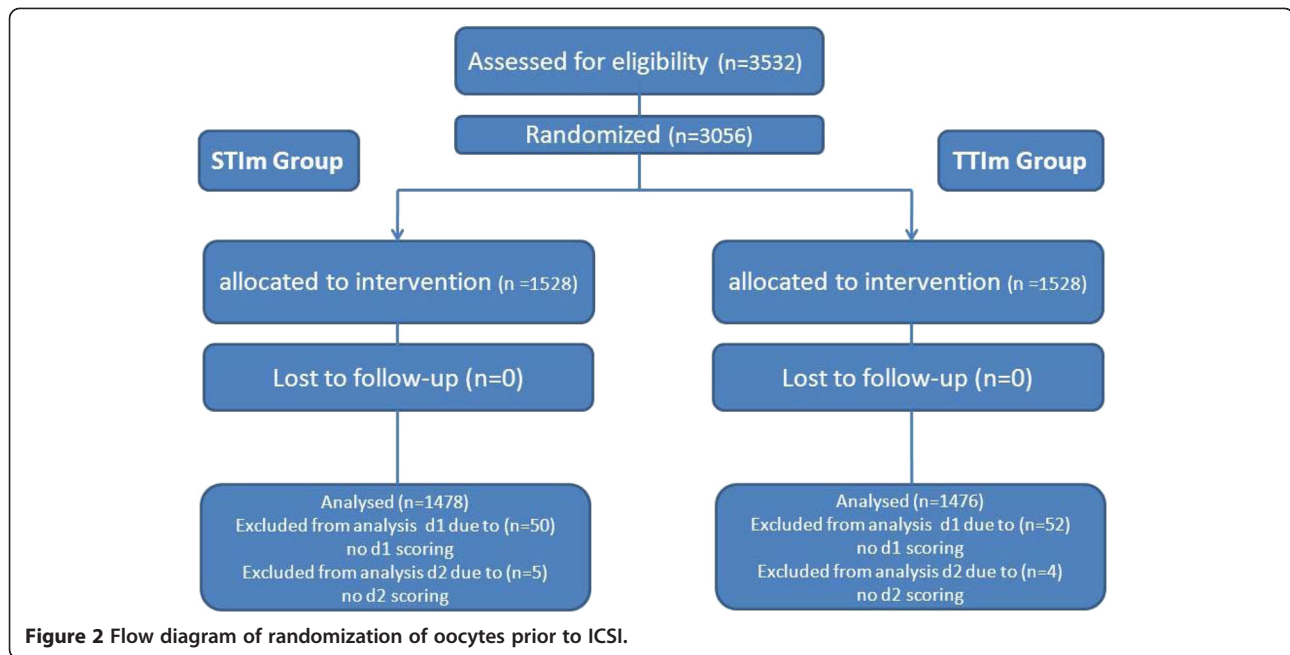 Assessed for eligibility (n=3532)
Randomized (n=3056)
STIm Group
TTIm Group
allocated to intervention (n =1528)
allocated to intervention (n =1528)
Lost to follow-up (n=0)
Lost to follow-up (n=0)
Analysed (n=1478)
Excluded from analysis d1 due to (n=50)
no d1 scoring
Excluded from analysis d2 due to (n=5)
no d2 scoring
Analysed (n=1476)
Excluded from analysis d1 due to (n=52)
no d1 scoring
Excluded from analysis d2 due to (n=4)
no d2 scoring
Figure 2 Flow diagram of randomization of oocytes prior to ICSI.